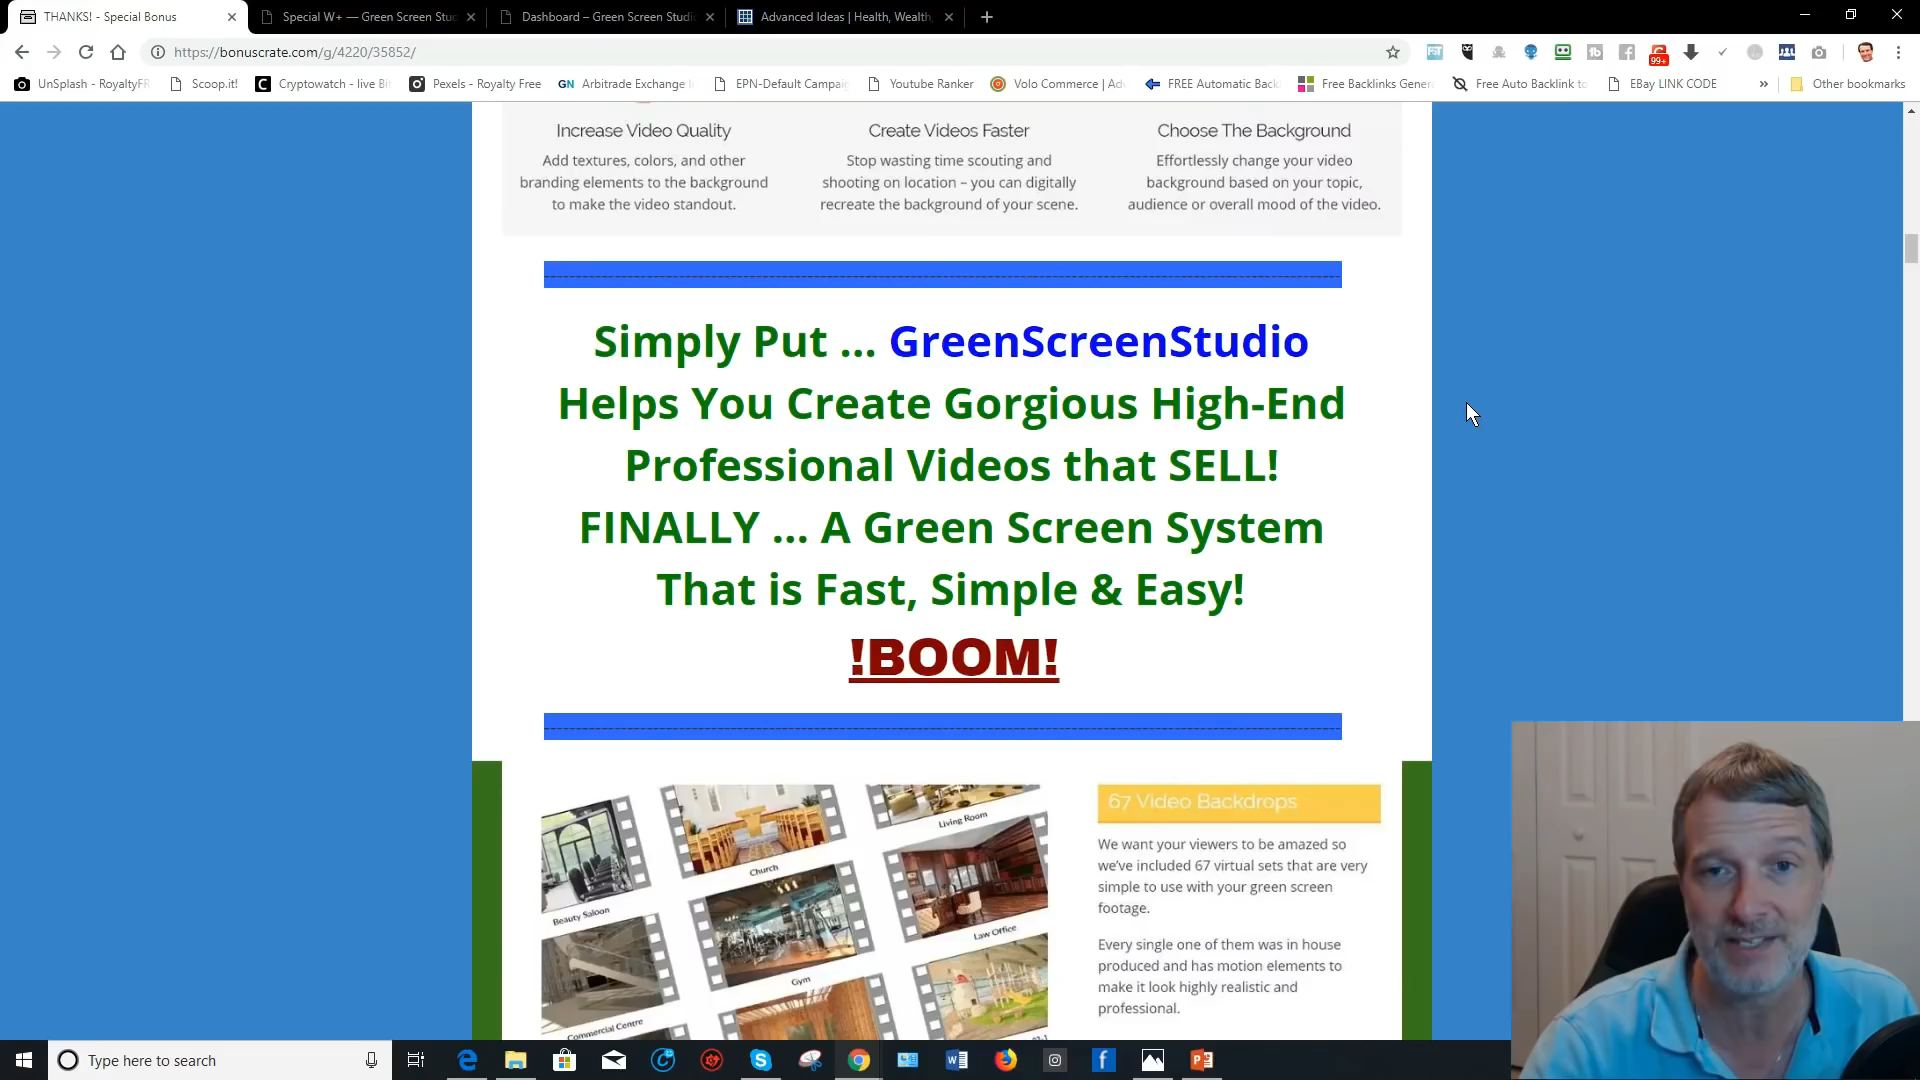 THANKS! - Special Bonus
Special W+ — Green Screen Stud
Dashboard – Green Screen Studio
Advanced Ideas | Health, Wealth,
https://bonuscrate.com/g/4220/35852/
99+
UnSplash - RoyaltyFR
Scoop.it!
Cryptowatch - live Bit
Pexels - Royalty Free
GN Arbitrade Exchange
EPN-Default Campaig
Youtube Ranker
Volo Commerce | Adv
FREE Automatic Back
Free Backlinks Gener
Free Auto Backlink to
EBay LINK CODE
Other bookmarks
Increase Video Quality
Add textures, colors, and other
branding elements to the background
to make the video standout.
Create Videos Faster
Stop wasting time scouting and
shooting on location – you can digitally
recreate the background of your scene.
Choose The Background
Effortlessly change your video
background based on your topic,
audience or overall mood of the video.
Simply Put ... GreenScreenStudio
Helps You Create Gorgious High-End
Professional Videos that SELL!
FINALLY ... A Green Screen System
That is Fast, Simple & Easy!
!BOOM!
Living Room
Church
Beauty Saloon
Law Office
Gym
Commercial Centre
67 Video Backdrops
We want your viewers to be amazed so
we've included 67 virtual sets that are very
simple to use with your green screen
footage.
Every single one of them was in house
produced and has motion elements to
make it look highly realistic and
professional.
Type here to search